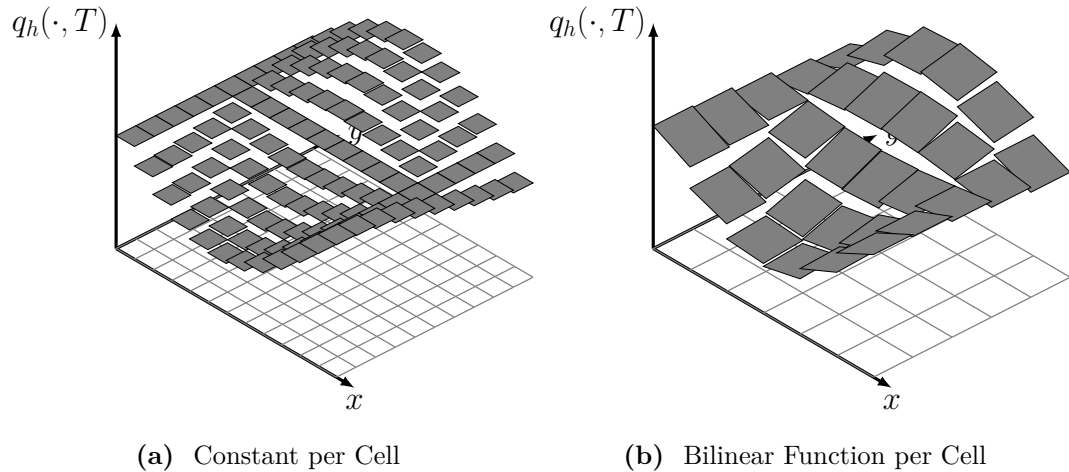 q_h(·, T)
q_h(·, T)
y
y
x
x
(a) Constant per Cell
(b) Bilinear Function per Cell